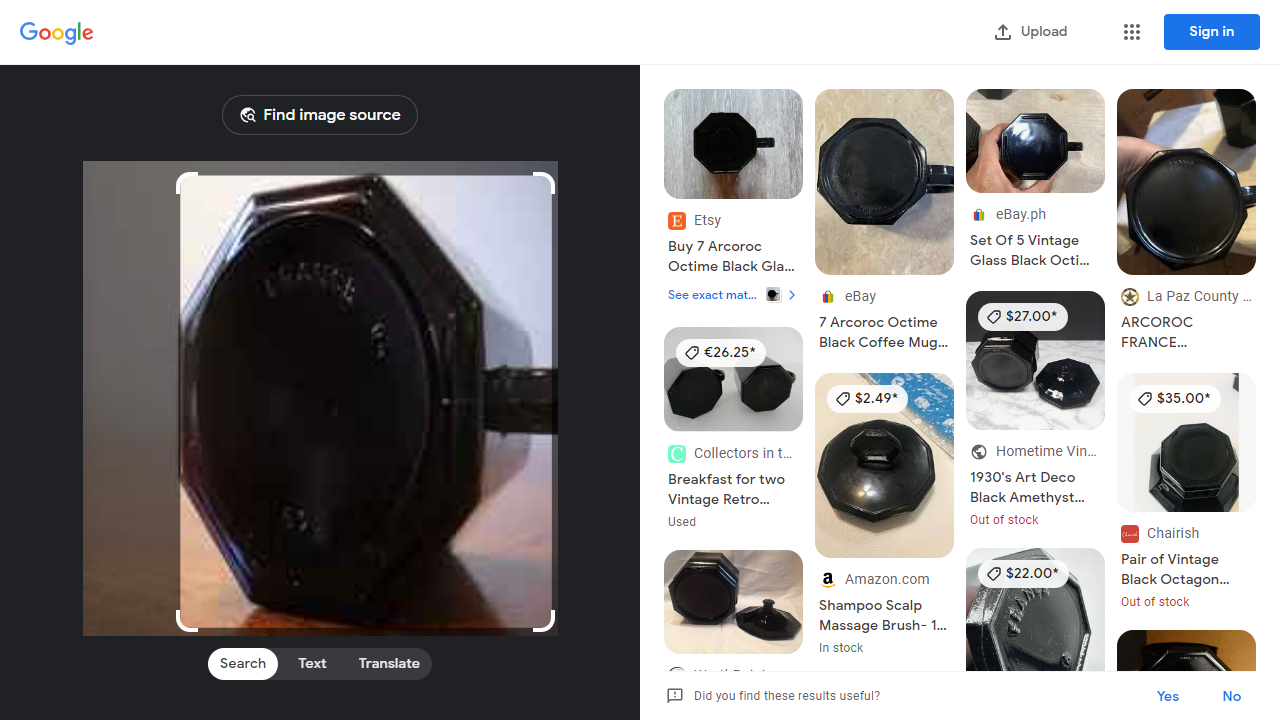 Google
Upload
Sign in
Find image source
FRANCE
Search
Text
Translate
Etsy
Buy 7 Arcoroc
Octime Black Gla...
See exact mat...
€26.25*
Collectors in t...
Breakfast for two
Vintage Retro...
Used
eBay
7 Arcoroc Octime
Black Coffee Mug...
$2.49*
Amazon.com
Shampoo Scalp
Massage Brush- 1...
In stock
eBay.ph
Set Of 5 Vintage
Glass Black Octi...
$27.00*
Hometime Vin...
1930's Art Deco
Black Amethyst...
Out of stock
$22.00*
FRANCE
La Paz County ...
ARCOROC
FRANCE...
$35.00*
Chairish
Pair of Vintage
Black Octagon...
Out of stock
Did you find these results useful?
Yes
No